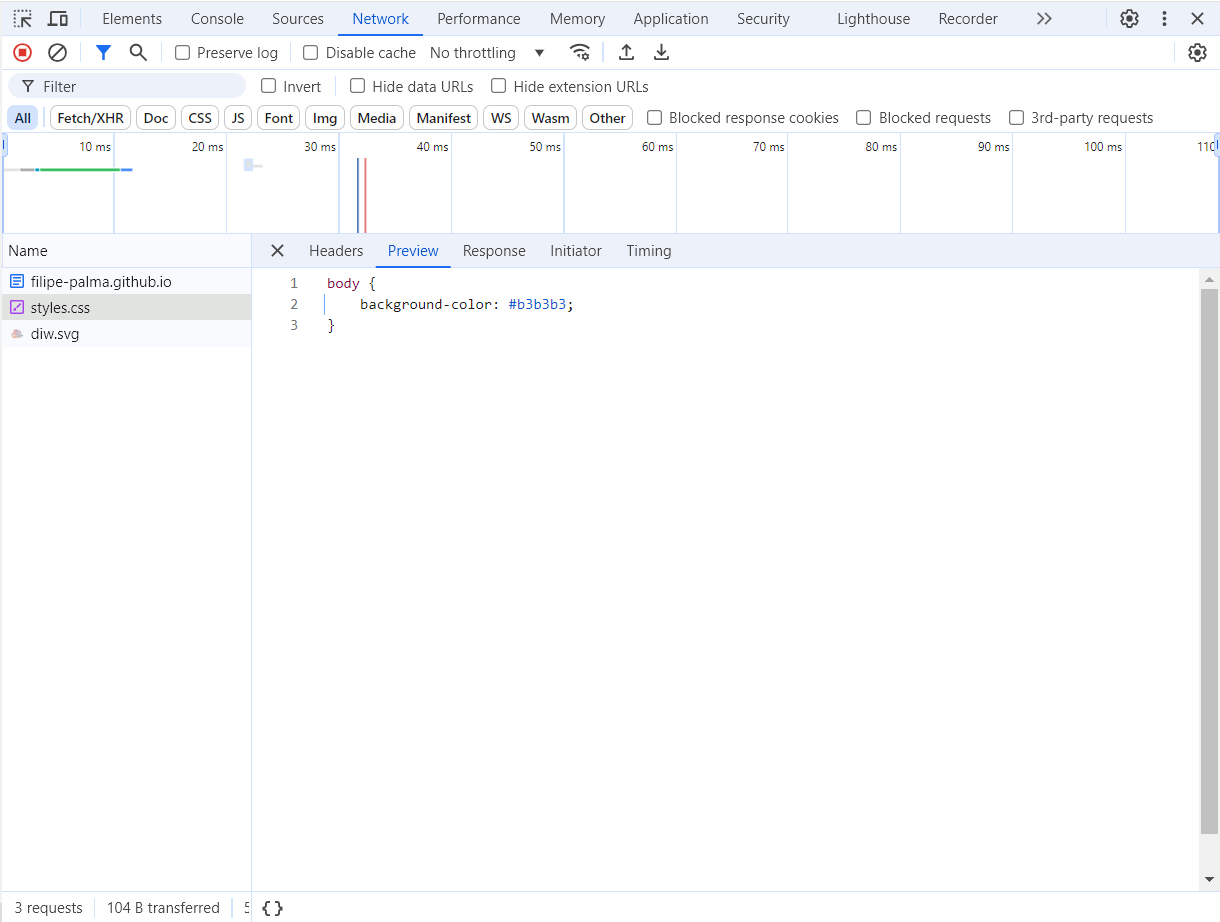 Elements Console Sources Network Performance Memory Application Security Lighthouse Recorder
Preserve log Disable cache No throttling
Filter Invert Hide data URLs Hide extension URLs
All Fetch/XHR Doc CSS JS Font Img Media Manifest WS Wasm Other Blocked response cookies Blocked requests 3rd-party requests
10 ms 20 ms 30 ms 40 ms 50 ms 60 ms 70 ms 80 ms 90 ms 100 ms 110
Name
filipe-palma.github.io
styles.css
diw.svg
Headers Preview Response Initiator Timing
1 body {
2 background-color: #b3b3b3;
3 }
3 requests 104 B transferred 5 { }